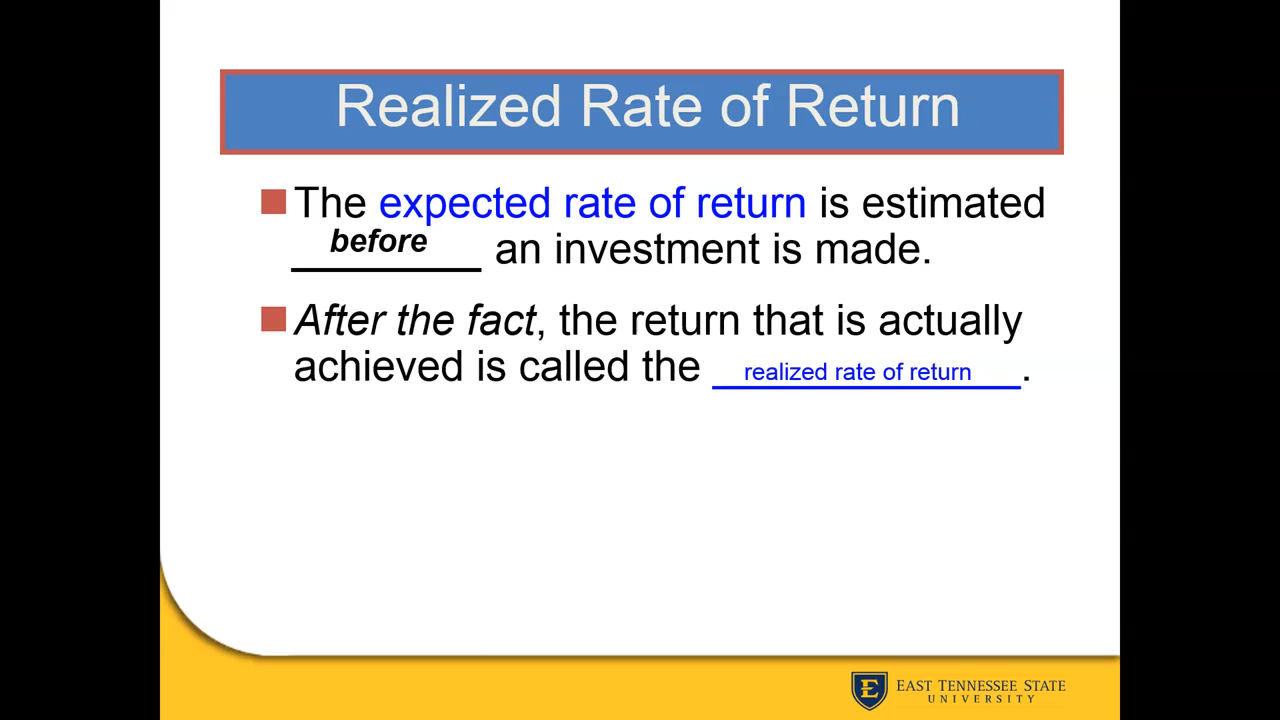 Realized Rate of Return
The expected rate of return is estimated
before an investment is made.
After the fact, the return that is actually
achieved is called the realized rate of return.
EAST TENNESSEE STATE
UNIVERSITY